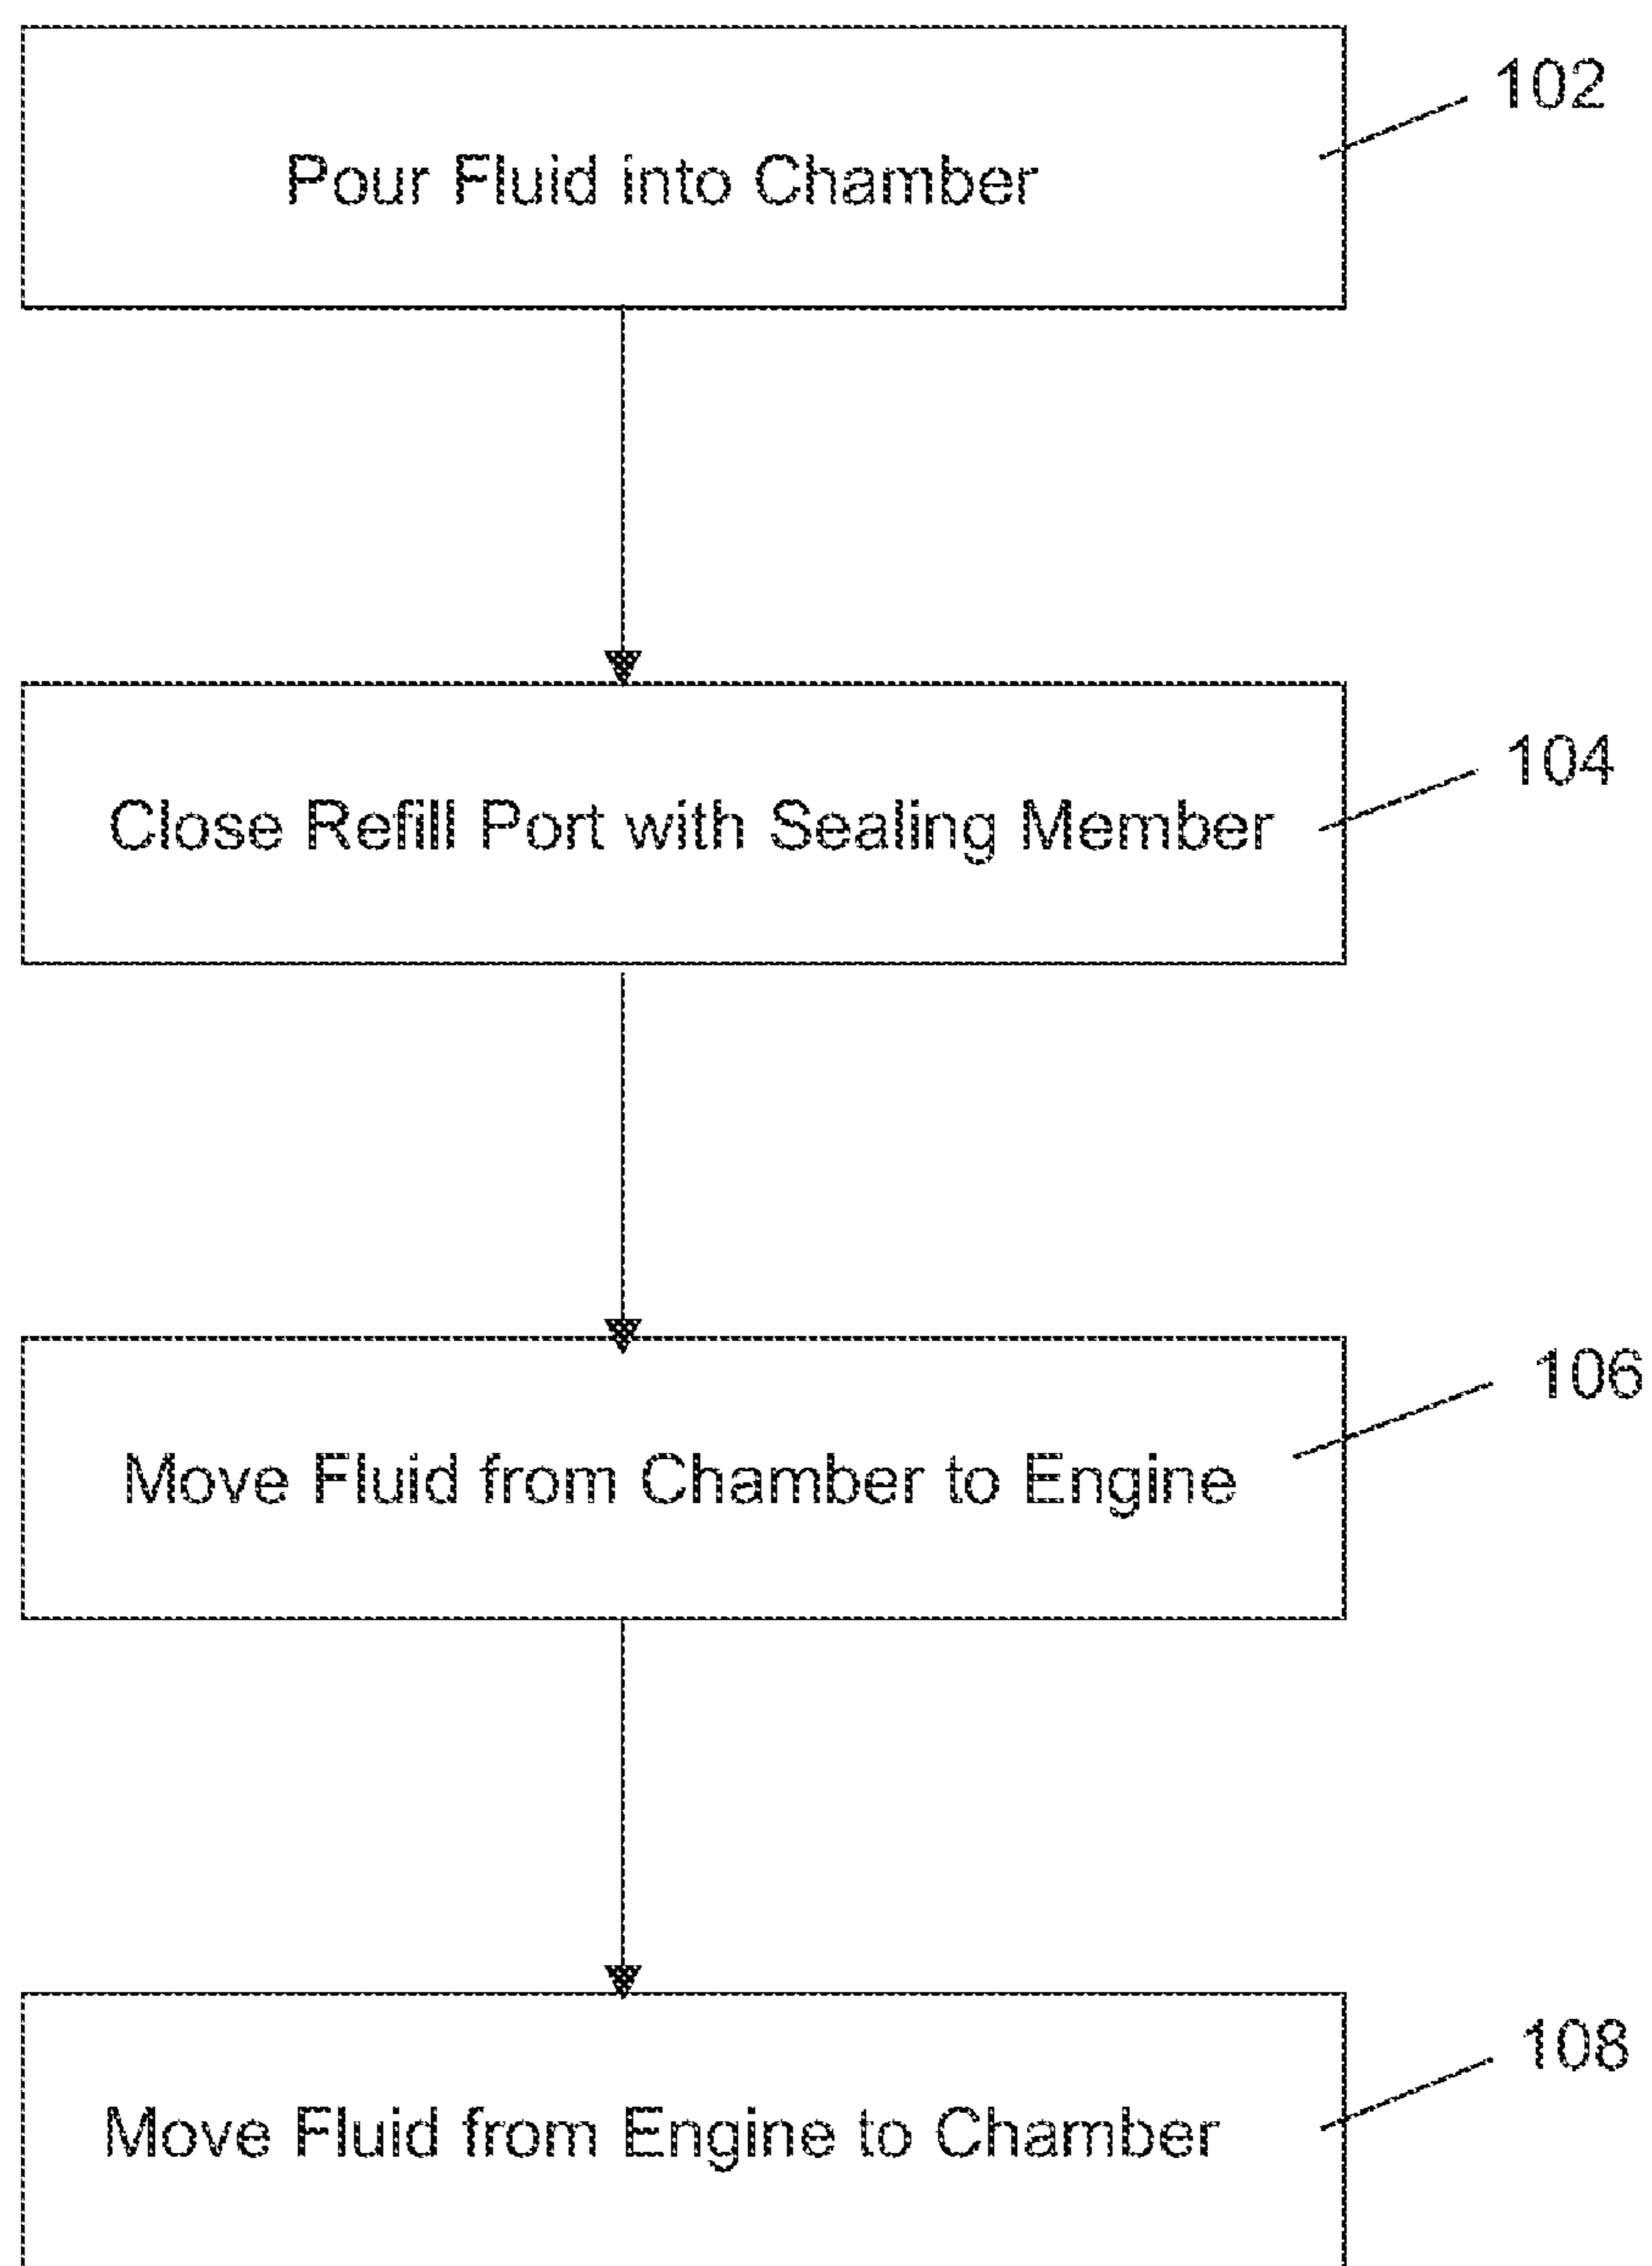 102
Pour Fluid into Chamber
104
Close Refill Port with Sealing Member
106
Move Fluid from Chamber to Engine
108
Move Fluid from Engine to Chamber